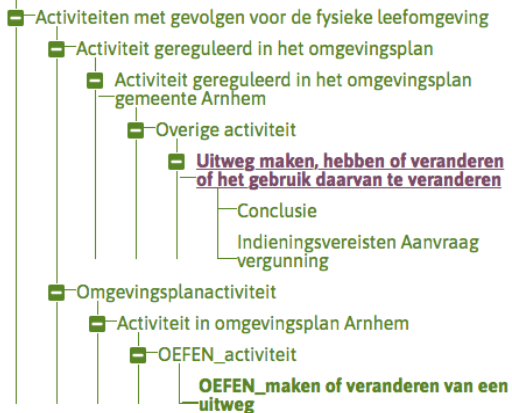 Activiteiten met gevolgen voor de fysieke leefomgeving
Activiteit gereguleerd in het omgevingsplan
Activiteit gereguleerd in het omgevingsplan
gemeente Arnhem
Overige activiteit
Uitweg maken, hebben of veranderen
of het gebruik daarvan te veranderen
Conclusie
Indieningsvereisten Aanvraag
vergunning
Omgevingsplanactiviteit
Activiteit in omgevingsplan Arnhem
OEFEN_activiteit
OEFEN_maken of veranderen van een
uitweg